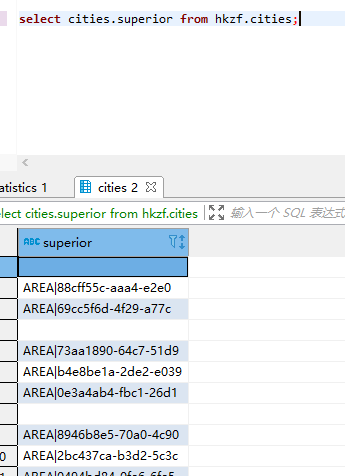 select cities.superior from hkzf.cities;
atistics 1
cities 2
elect cities.superior from hkzf.cities
输入一个 SQL 表达式
ABC superior
AREA|88cff55c-aaa4-e2e0
AREA|69cc5f6d-4f29-a77c
AREA|73aa1890-64c7-51d9
AREA|b4e8be1a-2de2-e039
AREA|0e3a4ab4-fbc1-26d1
AREA|8946b8e5-70a0-4c90
0
AREA|2bc437ca-b3d2-5c3c